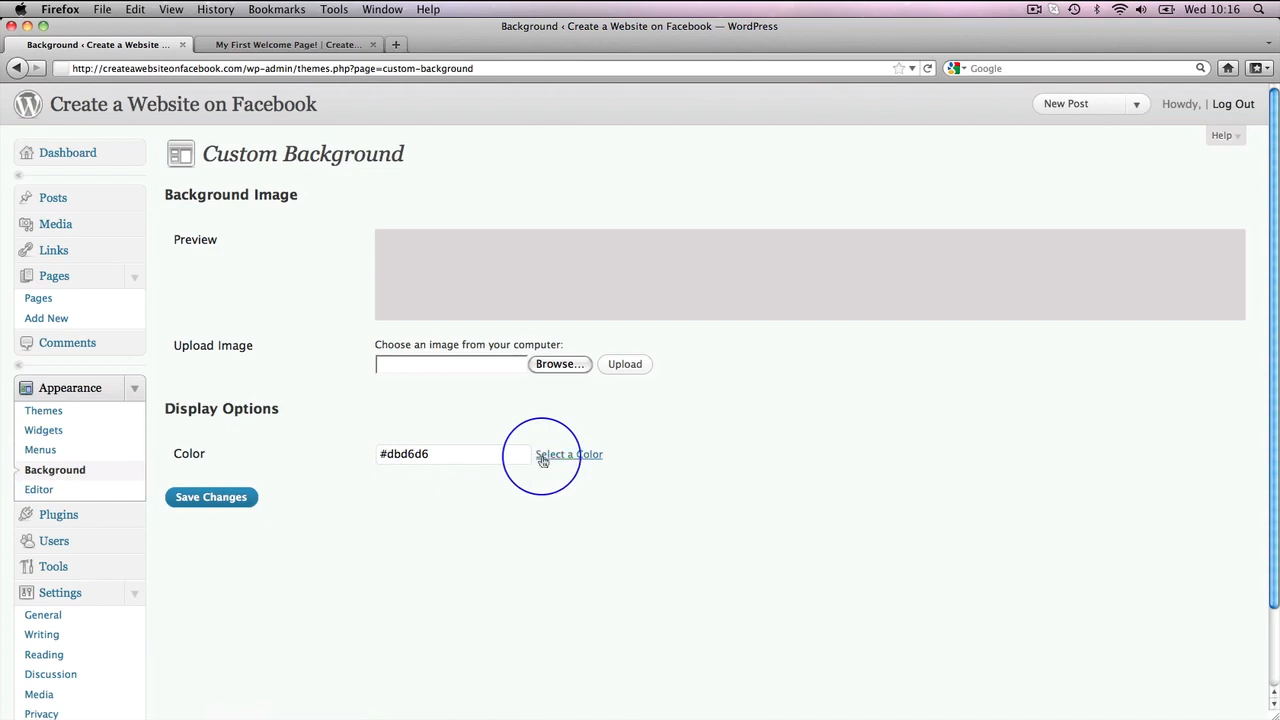 Firefox File Edit View History Bookmarks Tools Window Help Wed 10:16
Background ‹ Create a Website on Facebook — WordPress
Background ‹ Create a Website ... My First Welcome Page! | Create...
http://createawebsiteonfacebook.com/wp-admin/themes.php?page=custom-background Google
Create a Website on Facebook New Post Howdy, | Log Out
Help
Dashboard
Custom Background
Posts
Background Image
Media
Links
Preview
Pages
Pages
Add New
Comments
Upload Image Choose an image from your computer:
Browse... Upload
Appearance
Themes
Display Options
Widgets
Menus
Color #dbd6d6 Select a Color
Background
Editor
Save Changes
Plugins
Users
Tools
Settings
General
Writing
Reading
Discussion
Media
Privacy